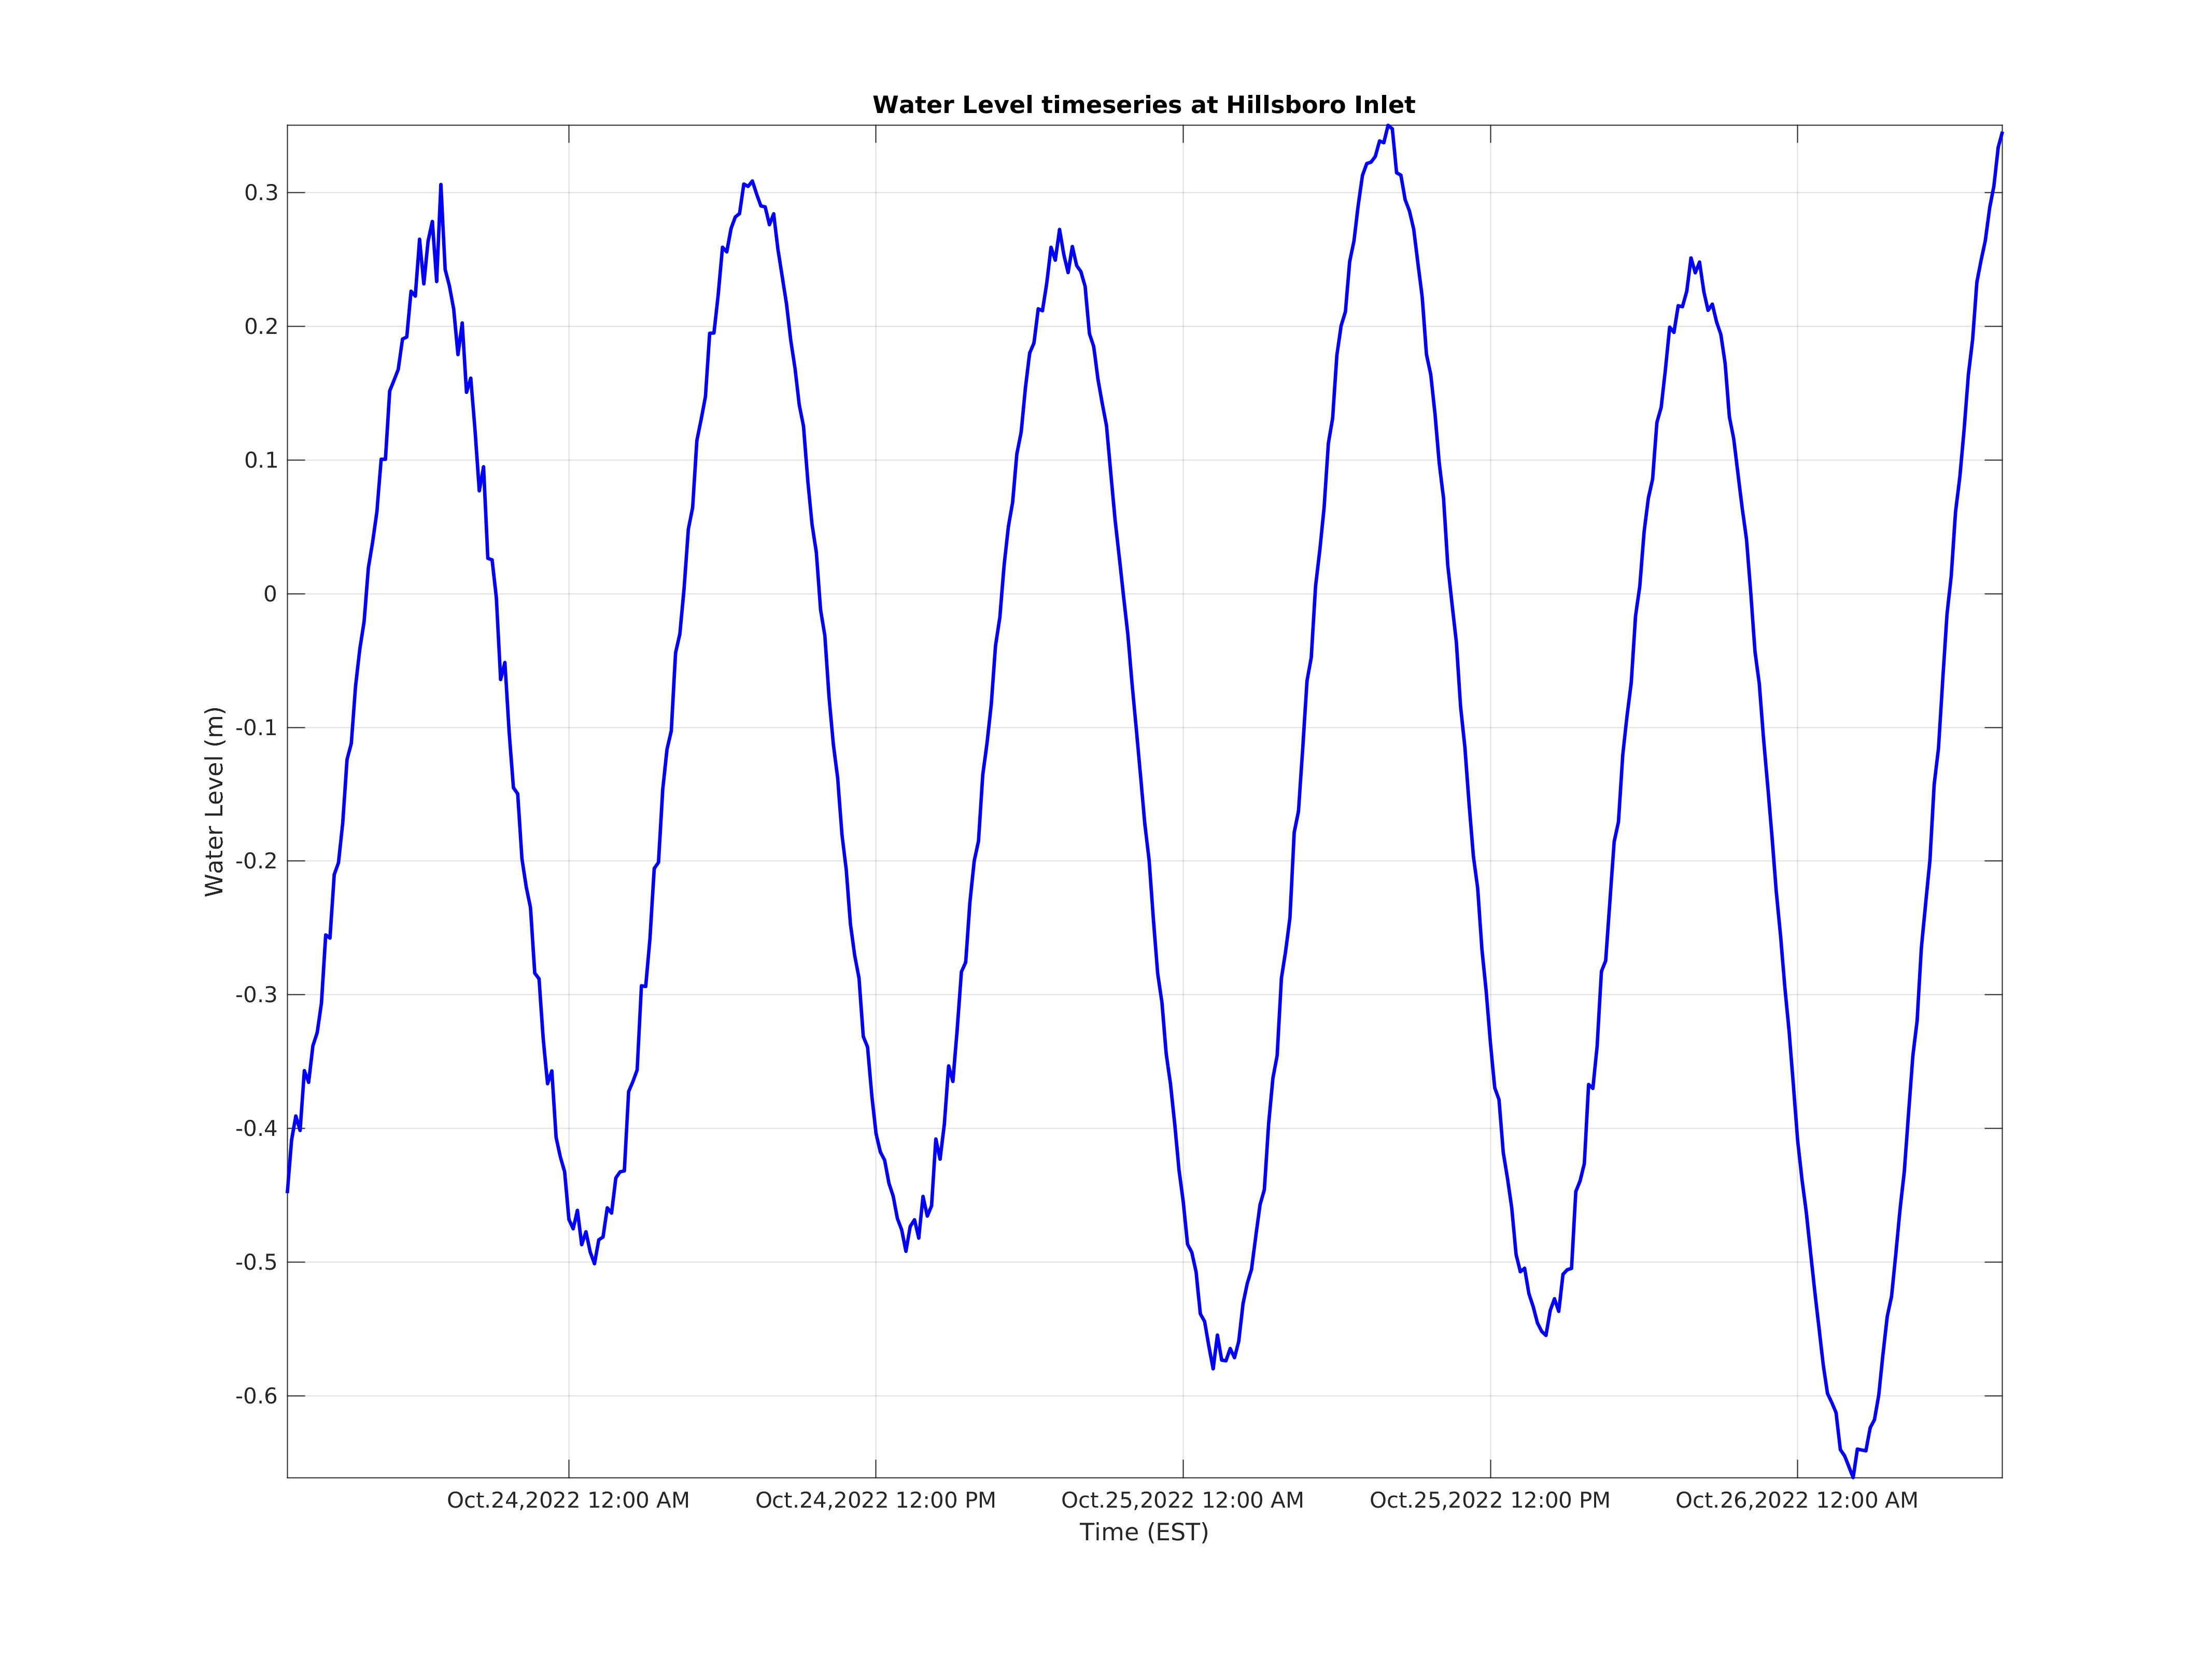 Water Level timeseries at Hillsboro Inlet
0.3
0.2
0.1
0
-0.1
-0.2
-0.3
-0.4
-0.5
-0.6
Water Level (m)
Oct.24,2022 12:00 AM
Oct.24,2022 12:00 PM
Oct.25,2022 12:00 AM
Oct.25,2022 12:00 PM
Oct.26,2022 12:00 AM
Time (EST)